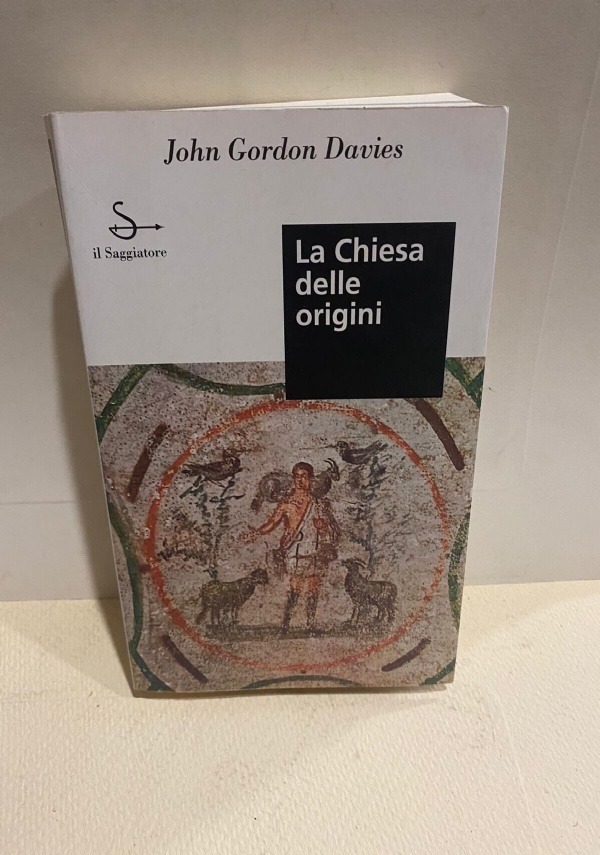 John Gordon Davies
il Saggiatore
La Chiesa
delle
origini